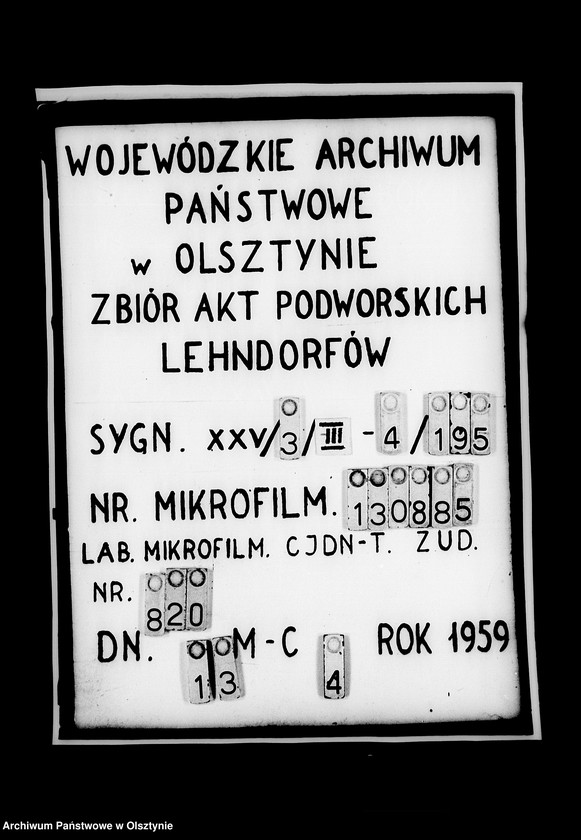 WOJEWÓDZKIE ARCHIWUM
PAŃSTWOWE
w OLSZTYNIE
ZBIÓR AKT PODWORSKICH
LEHNDORFÓW
SYGN. XXV/3/III-4/195
NR. MIKROFILM. 130885
LAB. MIKROFILM. CJDN-T. ZUD.
NR. 820
DN. 13 M-C 4 ROK 1959
Archiwum Państwowe w Olsztynie